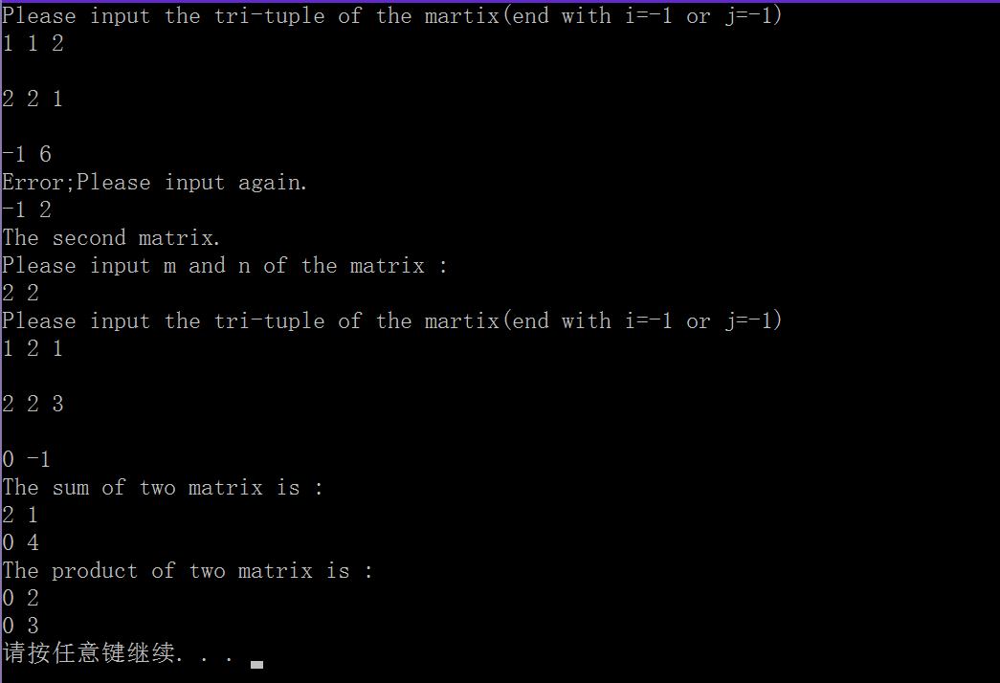 Please input the tri-tuple of the martix(end with i=-1 or j=-1)
1 1 2
2 2 1
-1 6
Error;Please input again.
-1 2
The second matrix.
Please input m and n of the matrix :
2 2
Please input the tri-tuple of the martix(end with i=-1 or j=-1)
1 2 1
2 2 3
0 -1
The sum of two matrix is :
2 1
0 4
The product of two matrix is :
0 2
0 3
请按任意键继续. . .